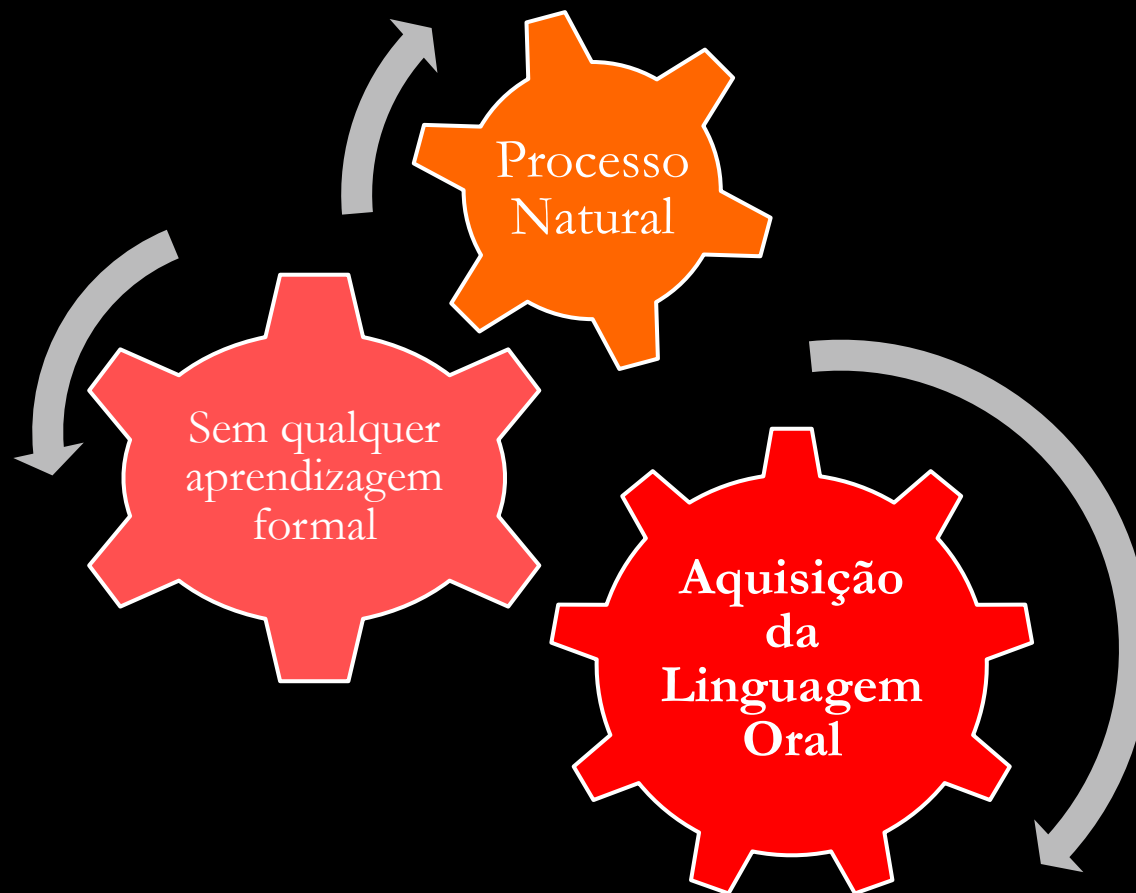 Processo
Natural
Sem qualquer
aprendizagem
formal
Aquisição
da
Linguagem
Oral